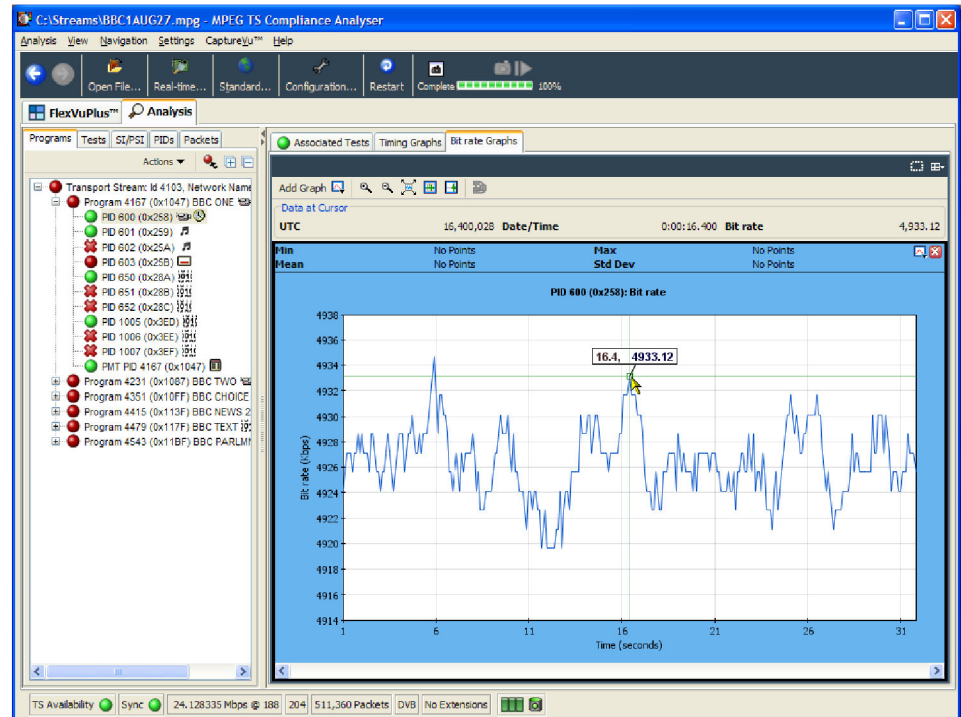 C:\Streams\BBC1AUG27.mpg - MPEG TS Compliance Analyser
Analysis View Navigation Settings CaptureVu™ Help
Open File... Real-time... Standard... Configuration... Restart Complete 100%
FlexVuPlus™ Analysis
Programs Tests SI/PSI PIDs Packets
Actions
Transport Stream: Id 4103, Network Name
Program 4167 (0x1047) BBC ONE
PID 600 (0x258)
PID 601 (0x259)
PID 602 (0x25A)
PID 603 (0x25B)
PID 650 (0x28A)
PID 651 (0x28B)
PID 652 (0x28C)
PID 1005 (0x3ED)
PID 1006 (0x3EE)
PID 1007 (0x3EF)
PMT PID 4167 (0x1047)
Program 4231 (0x1087) BBC TWO
Program 4351 (0x10FF) BBC CHOICE
Program 4415 (0x113F) BBC NEWS 2
Program 4479 (0x117F) BBC TEXT
Program 4543 (0x11BF) BBC PARLM
Associated Tests Timing Graphs Bit rate Graphs
Add Graph
Data at Cursor
UTC 16,400,028 Date/Time 0:00:16.400 Bit rate 4,933.12
Min No Points Max No Points
Mean No Points Std Dev No Points
PID 600 (0x258): Bit rate
4938
4936
4934
4932
4930
4928
4926
4924
4922
4920
4918
4916
4914
Bit rate (kbps)
16.4, 4933.12
1 6 11 16 21 26 31
Time (seconds)
TS Availability Sync 24.128335 Mbps @ 188 204 511,360 Packets DVB No Extensions